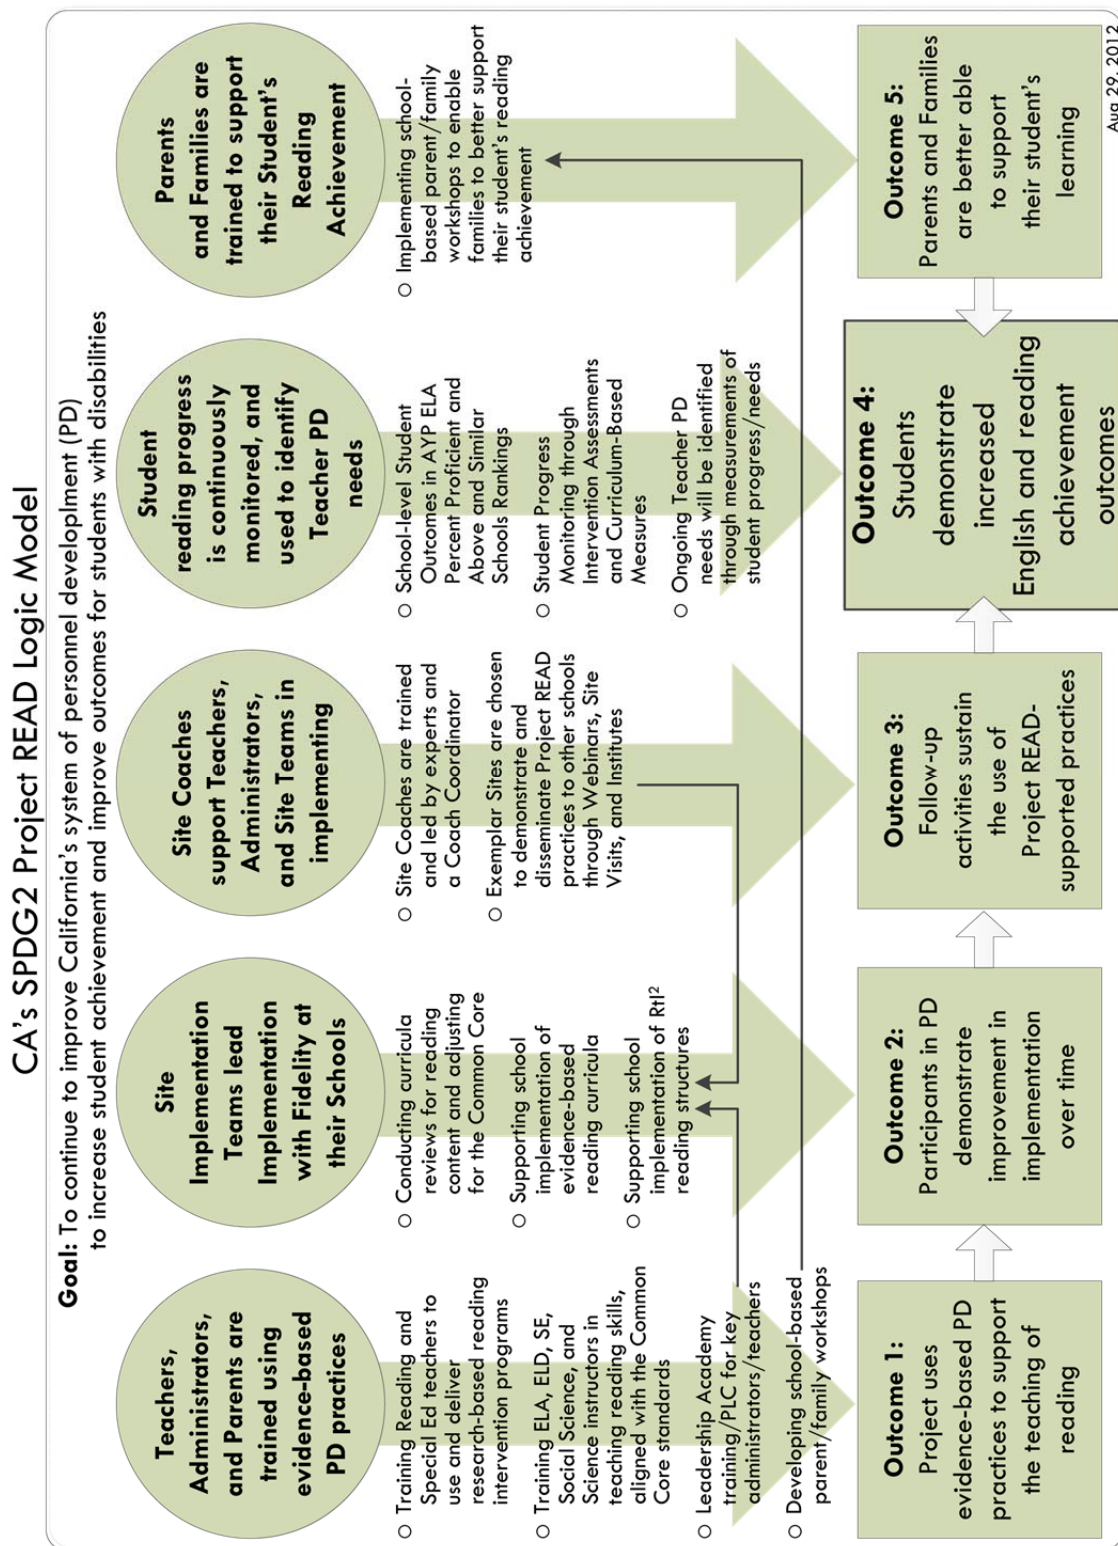 CA's SPDG2 Project READ Logic Model
Goal: To continue to improve California's system of personnel development (PD)
to increase student achievement and improve outcomes for students with disabilities
Teachers,
Administrators,
and Parents are
trained using
evidence-based
PD practices
○ Training Reading and
Special Ed teachers to
use and deliver
research-based reading
intervention programs
○ Training ELA, ELD, SE,
Social Science, and
Science instructors in
teaching reading skills,
aligned with the Common
Core standards
○ Leadership Academy
training/PLC for key
administrators/teachers
○ Developing school-based
parent/family workshops
Outcome 1:
Project uses
evidence-based PD
practices to support
the teaching of
reading
Site
Implementation
Teams lead
Implementation
with Fidelity at
their Schools
○ Conducting curricula
reviews for reading
content and adjusting
for the Common Core
○ Supporting school
implementation of
evidence-based
reading curricula
○ Supporting school
implementation of RtI²
reading structures
Outcome 2:
Participants in PD
demonstrate
improvement in
implementation
over time
Site Coaches
support Teachers,
Administrators,
and Site Teams in
implementing
○ Site Coaches are trained
and led by experts and
a Coach Coordinator
○ Exemplar Sites are chosen
to demonstrate and
disseminate Project READ
practices to other schools
through Webinars, Site
Visits, and Institutes
Outcome 3:
Follow-up
activities sustain
the use of
Project READ-
supported practices
Student
reading progress
is continuously
monitored, and
used to identify
Teacher PD
needs
○ School-level Student
Outcomes in AYP ELA
Percent Proficient and
Above and Similar
Schools Rankings
○ Student Progress
Monitoring through
Intervention Assessments
and Curriculum-Based
Measures
○ Ongoing Teacher PD
needs will be identified
through measurements of
student progress/needs
Outcome 4:
Students
demonstrate
increased
English and reading
achievement
outcomes
Parents
and Families are
trained to support
their Student's
Reading
Achievement
○ Implementing school-
based parent/family
workshops to enable
families to better support
their student's reading
achievement
Outcome 5:
Parents and Families
are better able
to support
their student's
learning
Aug 29, 2012